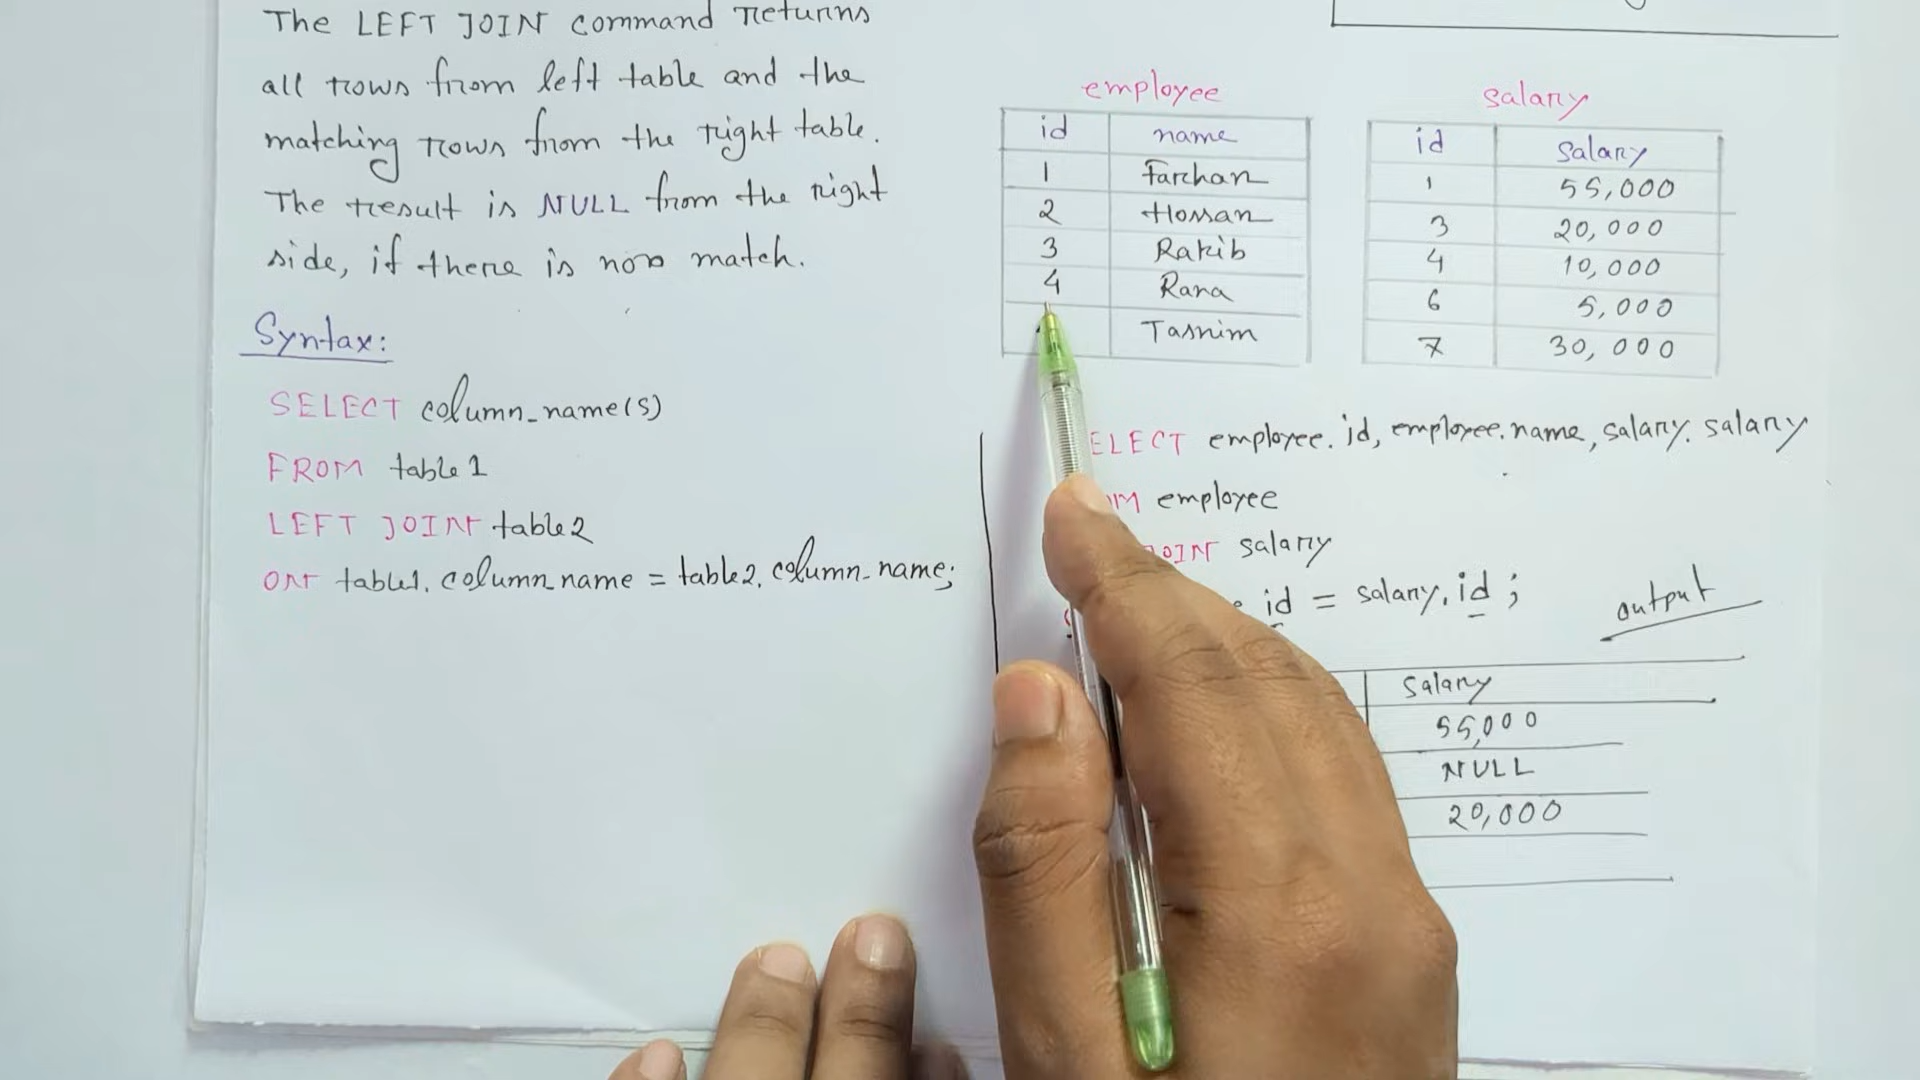 The LEFT JOIN command returns
all rows from left table and the
matching rows from the right table.
The result is NULL from the right
side, if there is no match.
Syntax:
SELECT column_name(s)
FROM table1
LEFT JOIN table2
ON table1.column_name = table2.column_name;
employee
id name
1 Farhan
2 Hossan
3 Rakib
4 Rana
Tasnim
salary
id salary
1 55,000
3 20,000
4 10,000
6 5,000
7 30,000
ELECT employee.id, employee.name, salary.salary
OM employee
JOIN salary
id = salary.id;
output
salary
55,000
NULL
20,000